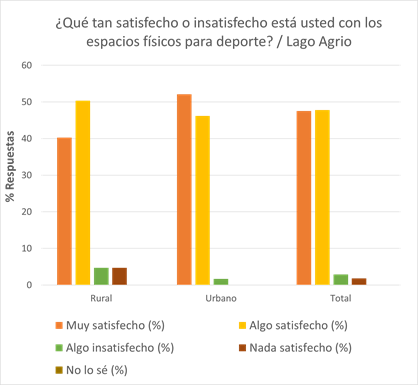 ¿Qué tan satisfecho o insatisfecho está usted con los
espacios físicos para deporte? / Lago Agrio
% Respuestas
60
50
40
30
20
10
0
Rural
Urbano
Total
Muy satisfecho (%)
Algo satisfecho (%)
Algo insatisfecho (%)
Nada satisfecho (%)
No lo sé (%)